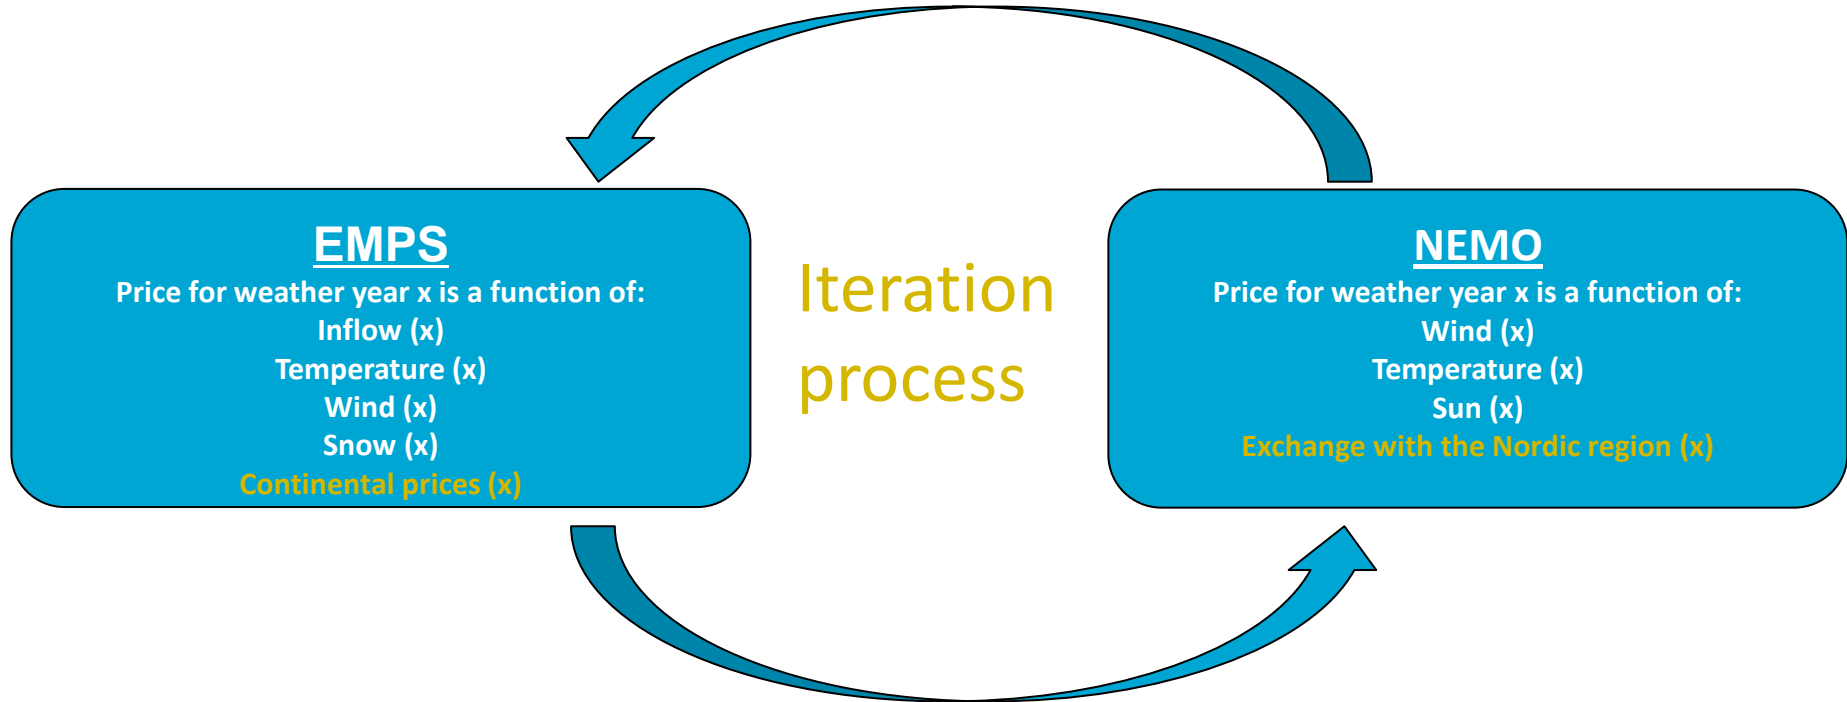 EMPS
Price for weather year x is a function of:
Inflow (x)
Temperature (x)
Wind (x)
Snow (x)
Continental prices (x)
Iteration
process
NEMO
Price for weather year x is a function of:
Wind (x)
Temperature (x)
Sun (x)
Exchange with the Nordic region (x)